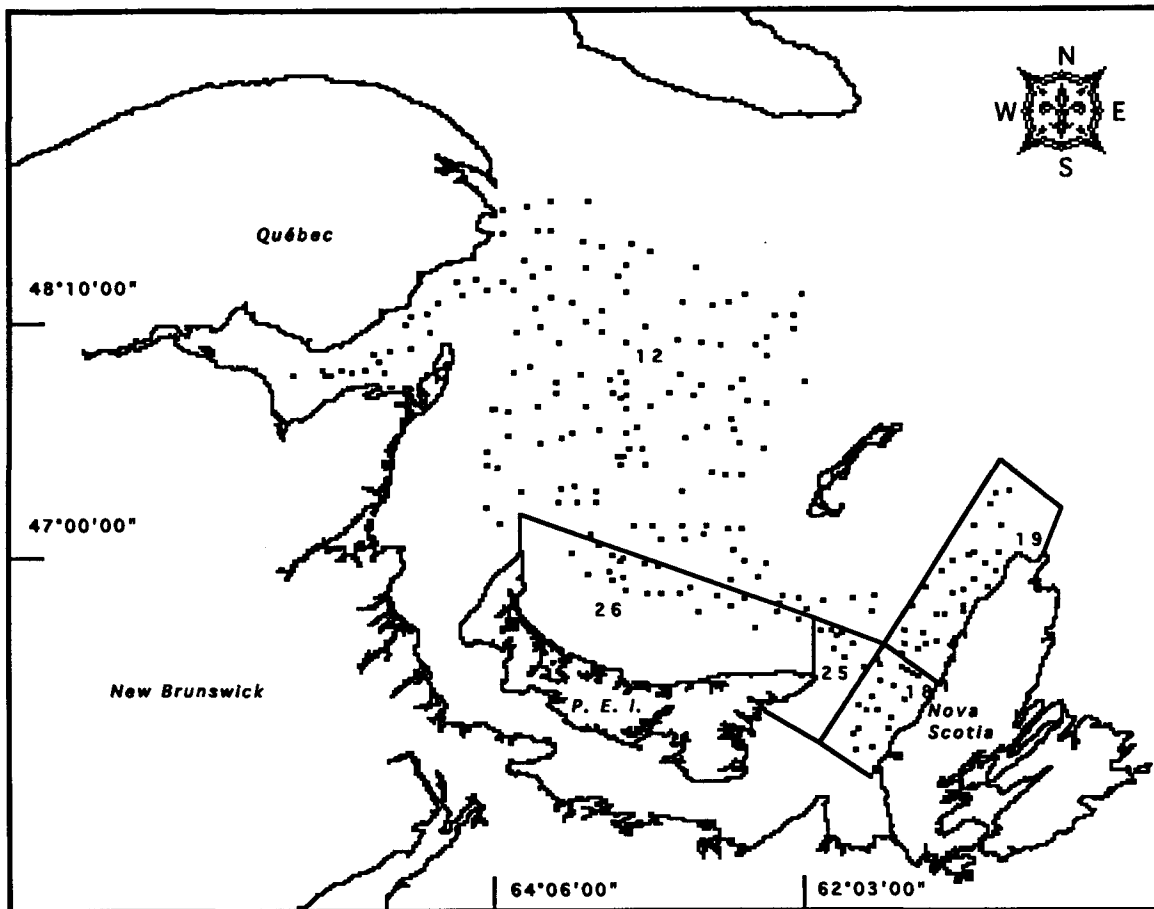 N
W E
S
Québec
48°10'00"
12
47°00'00"
19
26
25
18
New Brunswick
P. E. I.
Nova
Scotia
64°06'00"
62°03'00"